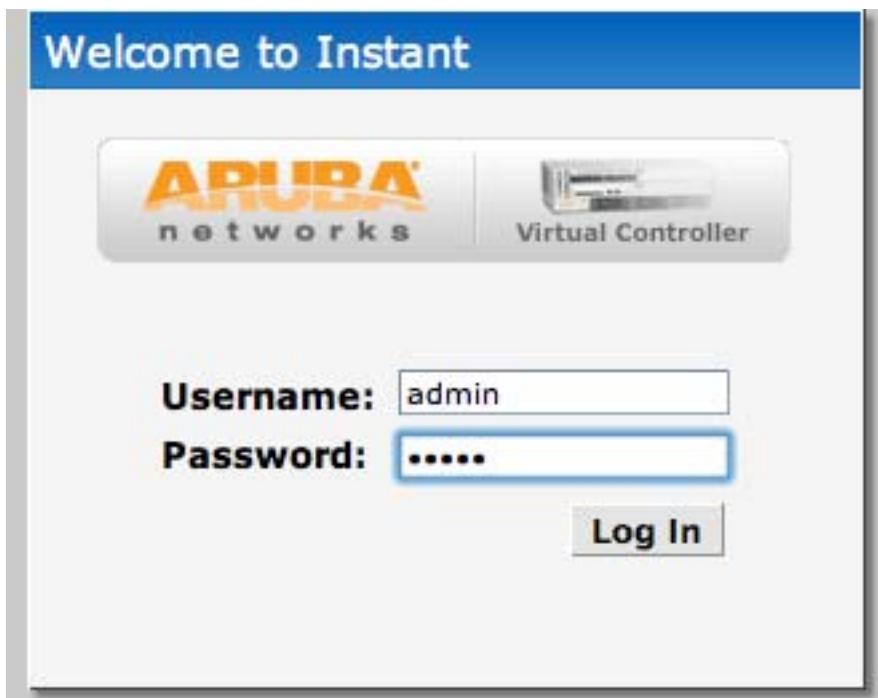 Welcome to Instant
ARUBA
networks
Virtual Controller
Username: admin
Password: •••••
Log In